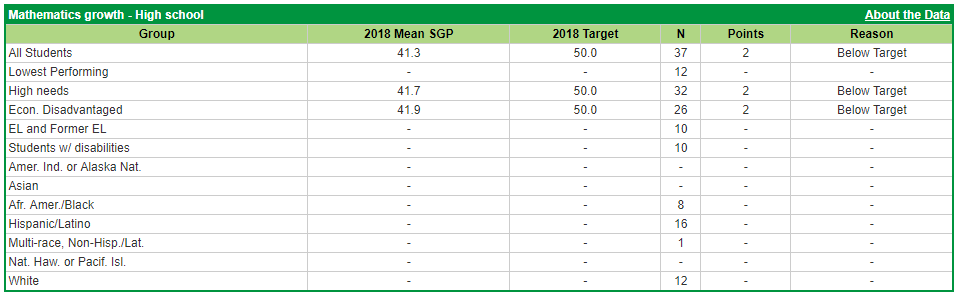 Mathematics growth - High school About the Data
Group 2018 Mean SGP 2018 Target N Points Reason
All Students 41.3 50.0 37 2 Below Target
Lowest Performing - - 12 - -
High needs 41.7 50.0 32 2 Below Target
Econ. Disadvantaged 41.9 50.0 26 2 Below Target
EL and Former EL - - 10 - -
Students w/ disabilities - - 10 - -
Amer. Ind. or Alaska Nat. - - - - -
Asian - - - - -
Afr. Amer./Black - - 8 - -
Hispanic/Latino - - 16 - -
Multi-race, Non-Hisp./Lat. - - 1 - -
Nat. Haw. or Pacif. Isl. - - - - -
White - - 12 - -